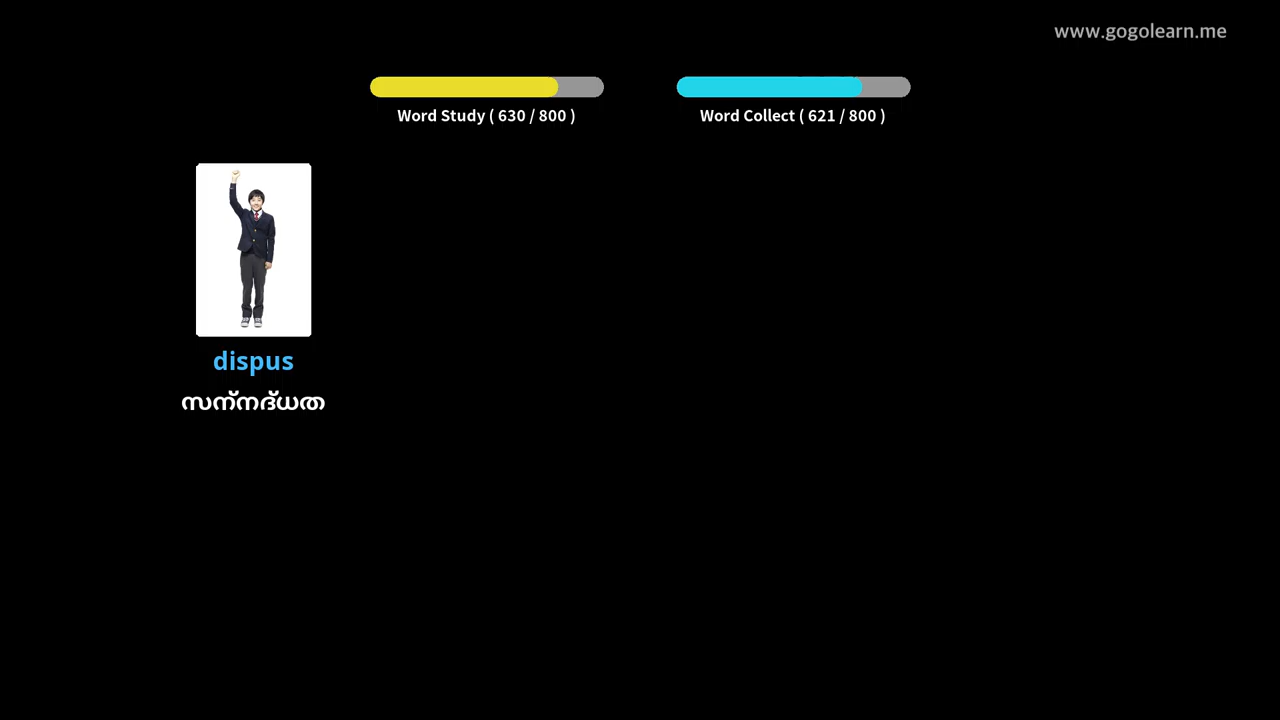 www.gogolearn.me
Word Study ( 630 / 800 )
Word Collect ( 621 / 800 )
dispus
സന്നദ്ധത